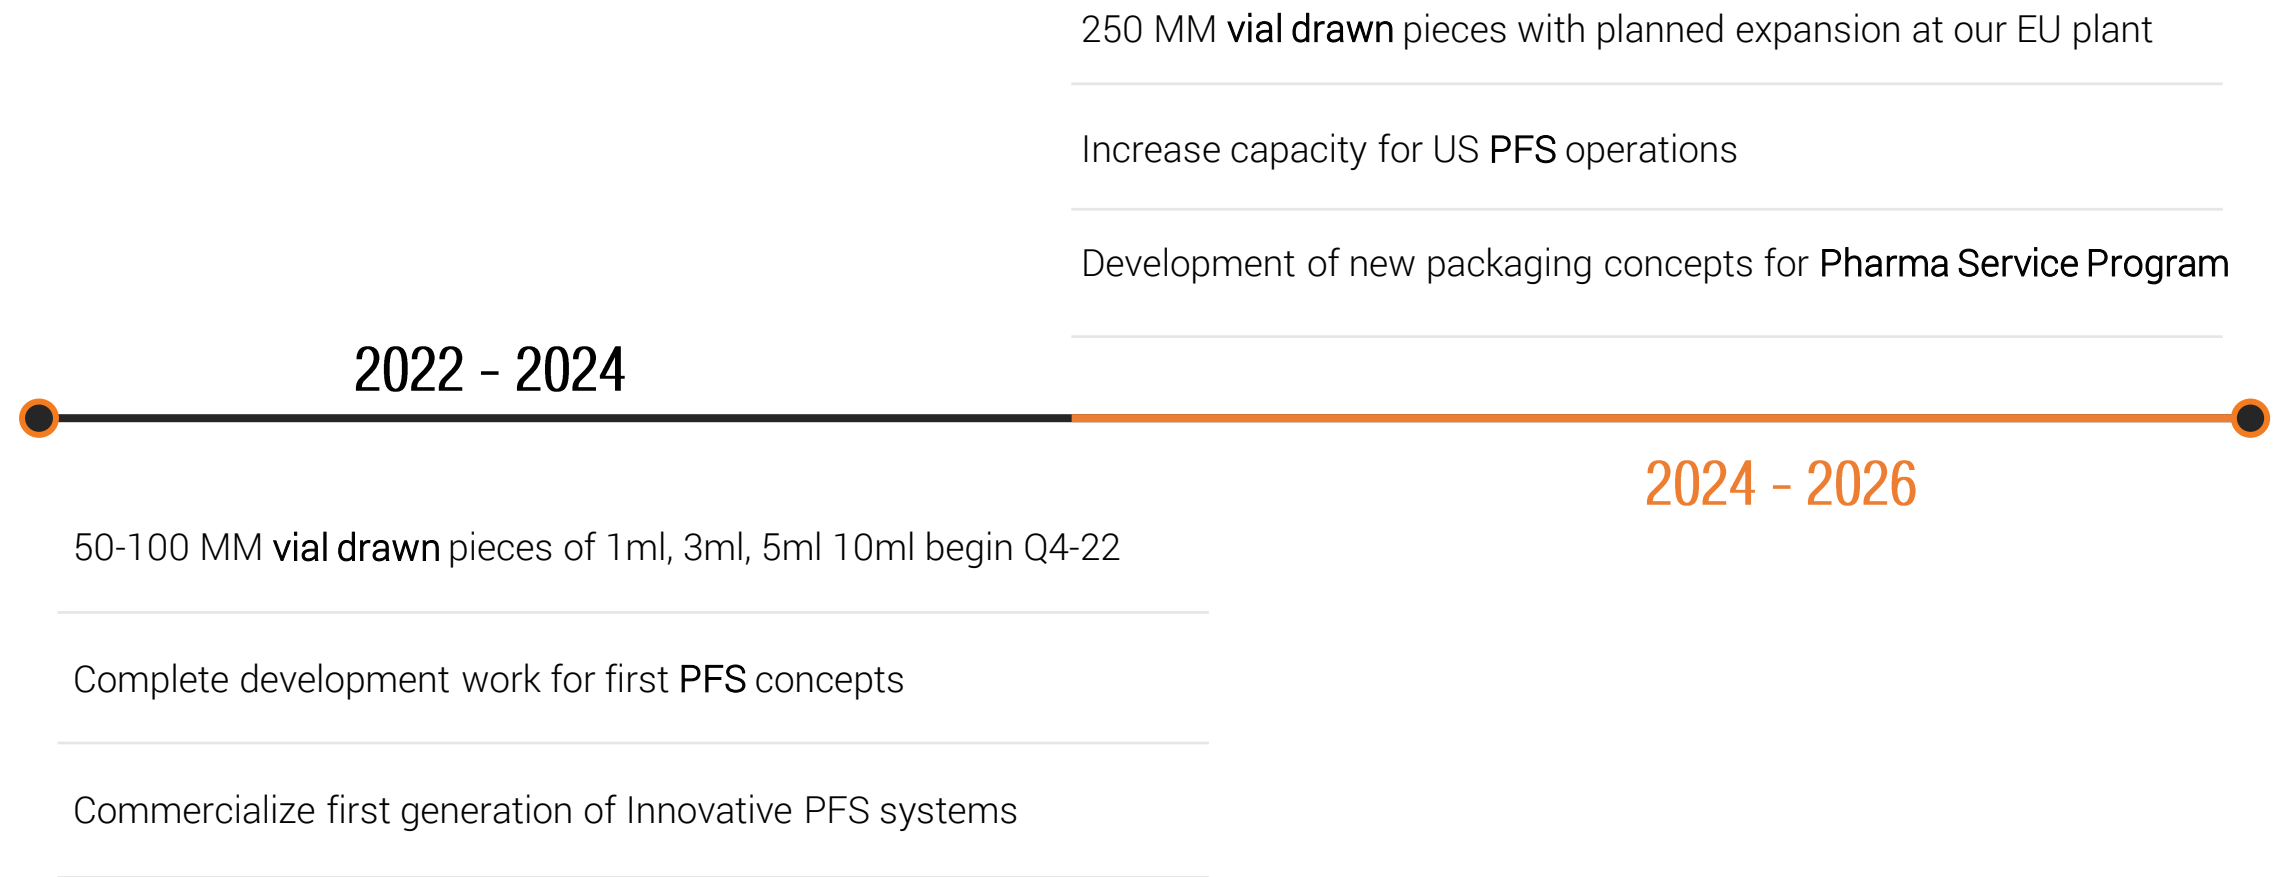 250 MM vial drawn pieces with planned expansion at our EU plant
Increase capacity for US PFS operations
Development of new packaging concepts for Pharma Service Program
2022 - 2024
2024 - 2026
50-100 MM vial drawn pieces of 1ml, 3ml, 5ml 10ml begin Q4-22
Complete development work for first PFS concepts
Commercialize first generation of Innovative PFS systems